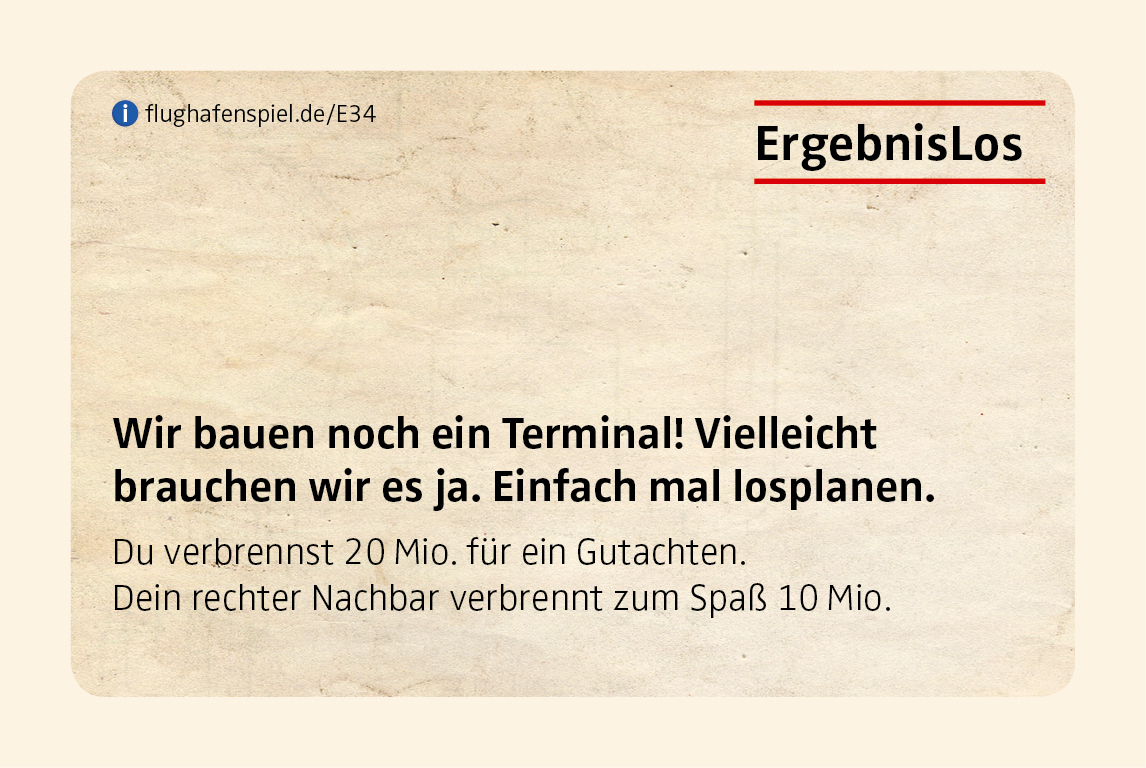 flughafenspiel.de/E34
ErgebnisLos
Wir bauen noch ein Terminal! Vielleicht
brauchen wir es ja. Einfach mal losplanen.
Du verbrennst 20 Mio. für ein Gutachten.
Dein rechter Nachbar verbrennt zum Spaß 10 Mio.